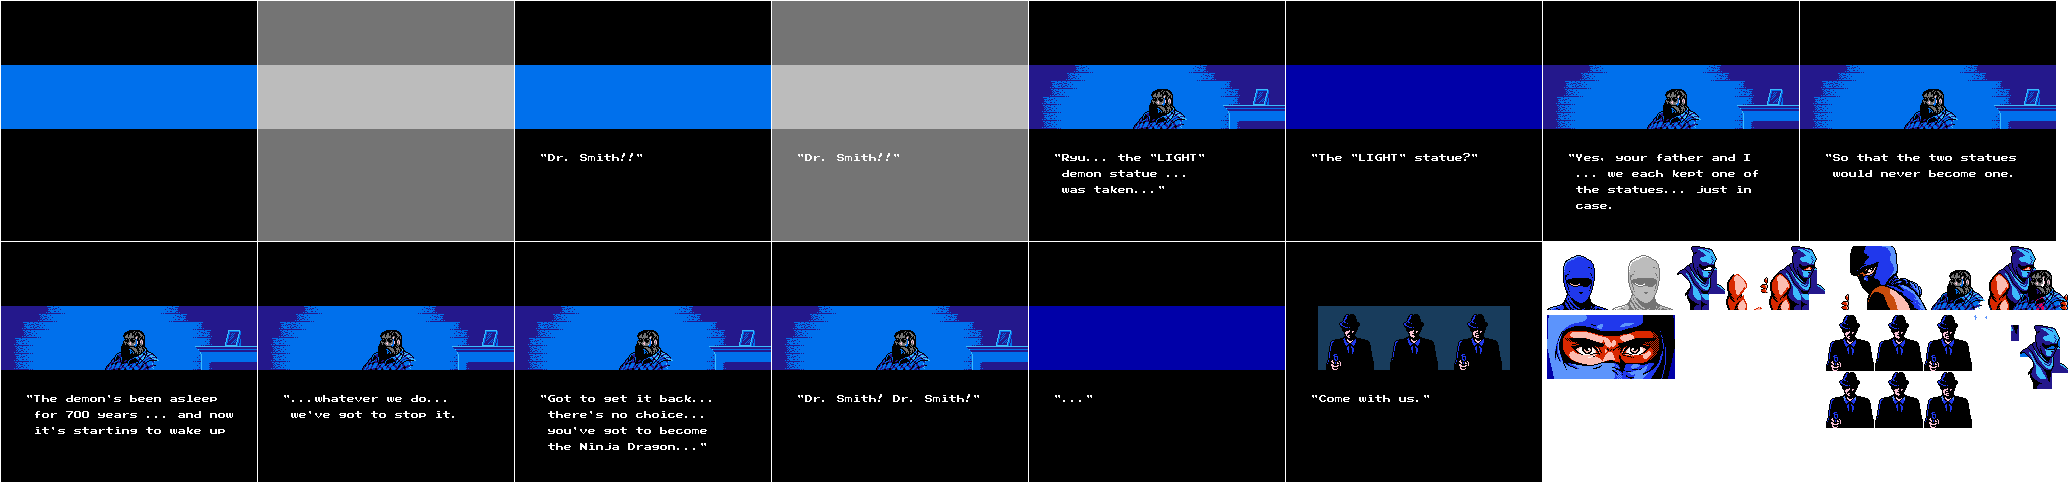 "Dr. Smith!!"
"Dr. Smith!!"
"Ryu... the "LIGHT"
demon statue ...
was taken..."
"The "LIGHT" statue?"
"Yes, your father and I
... we each kept one of
the statues... just in
case.
"So that the two statues
would never become one.
"The demon's been asleep
for 700 years ... and now
it's starting to wake up
"...whatever we do...
we've got to stop it.
"Got to get it back...
there's no choice...
you've got to become
the Ninja Dragon..."
"Dr. Smith! Dr. Smith!"
"..."
"Come with us."